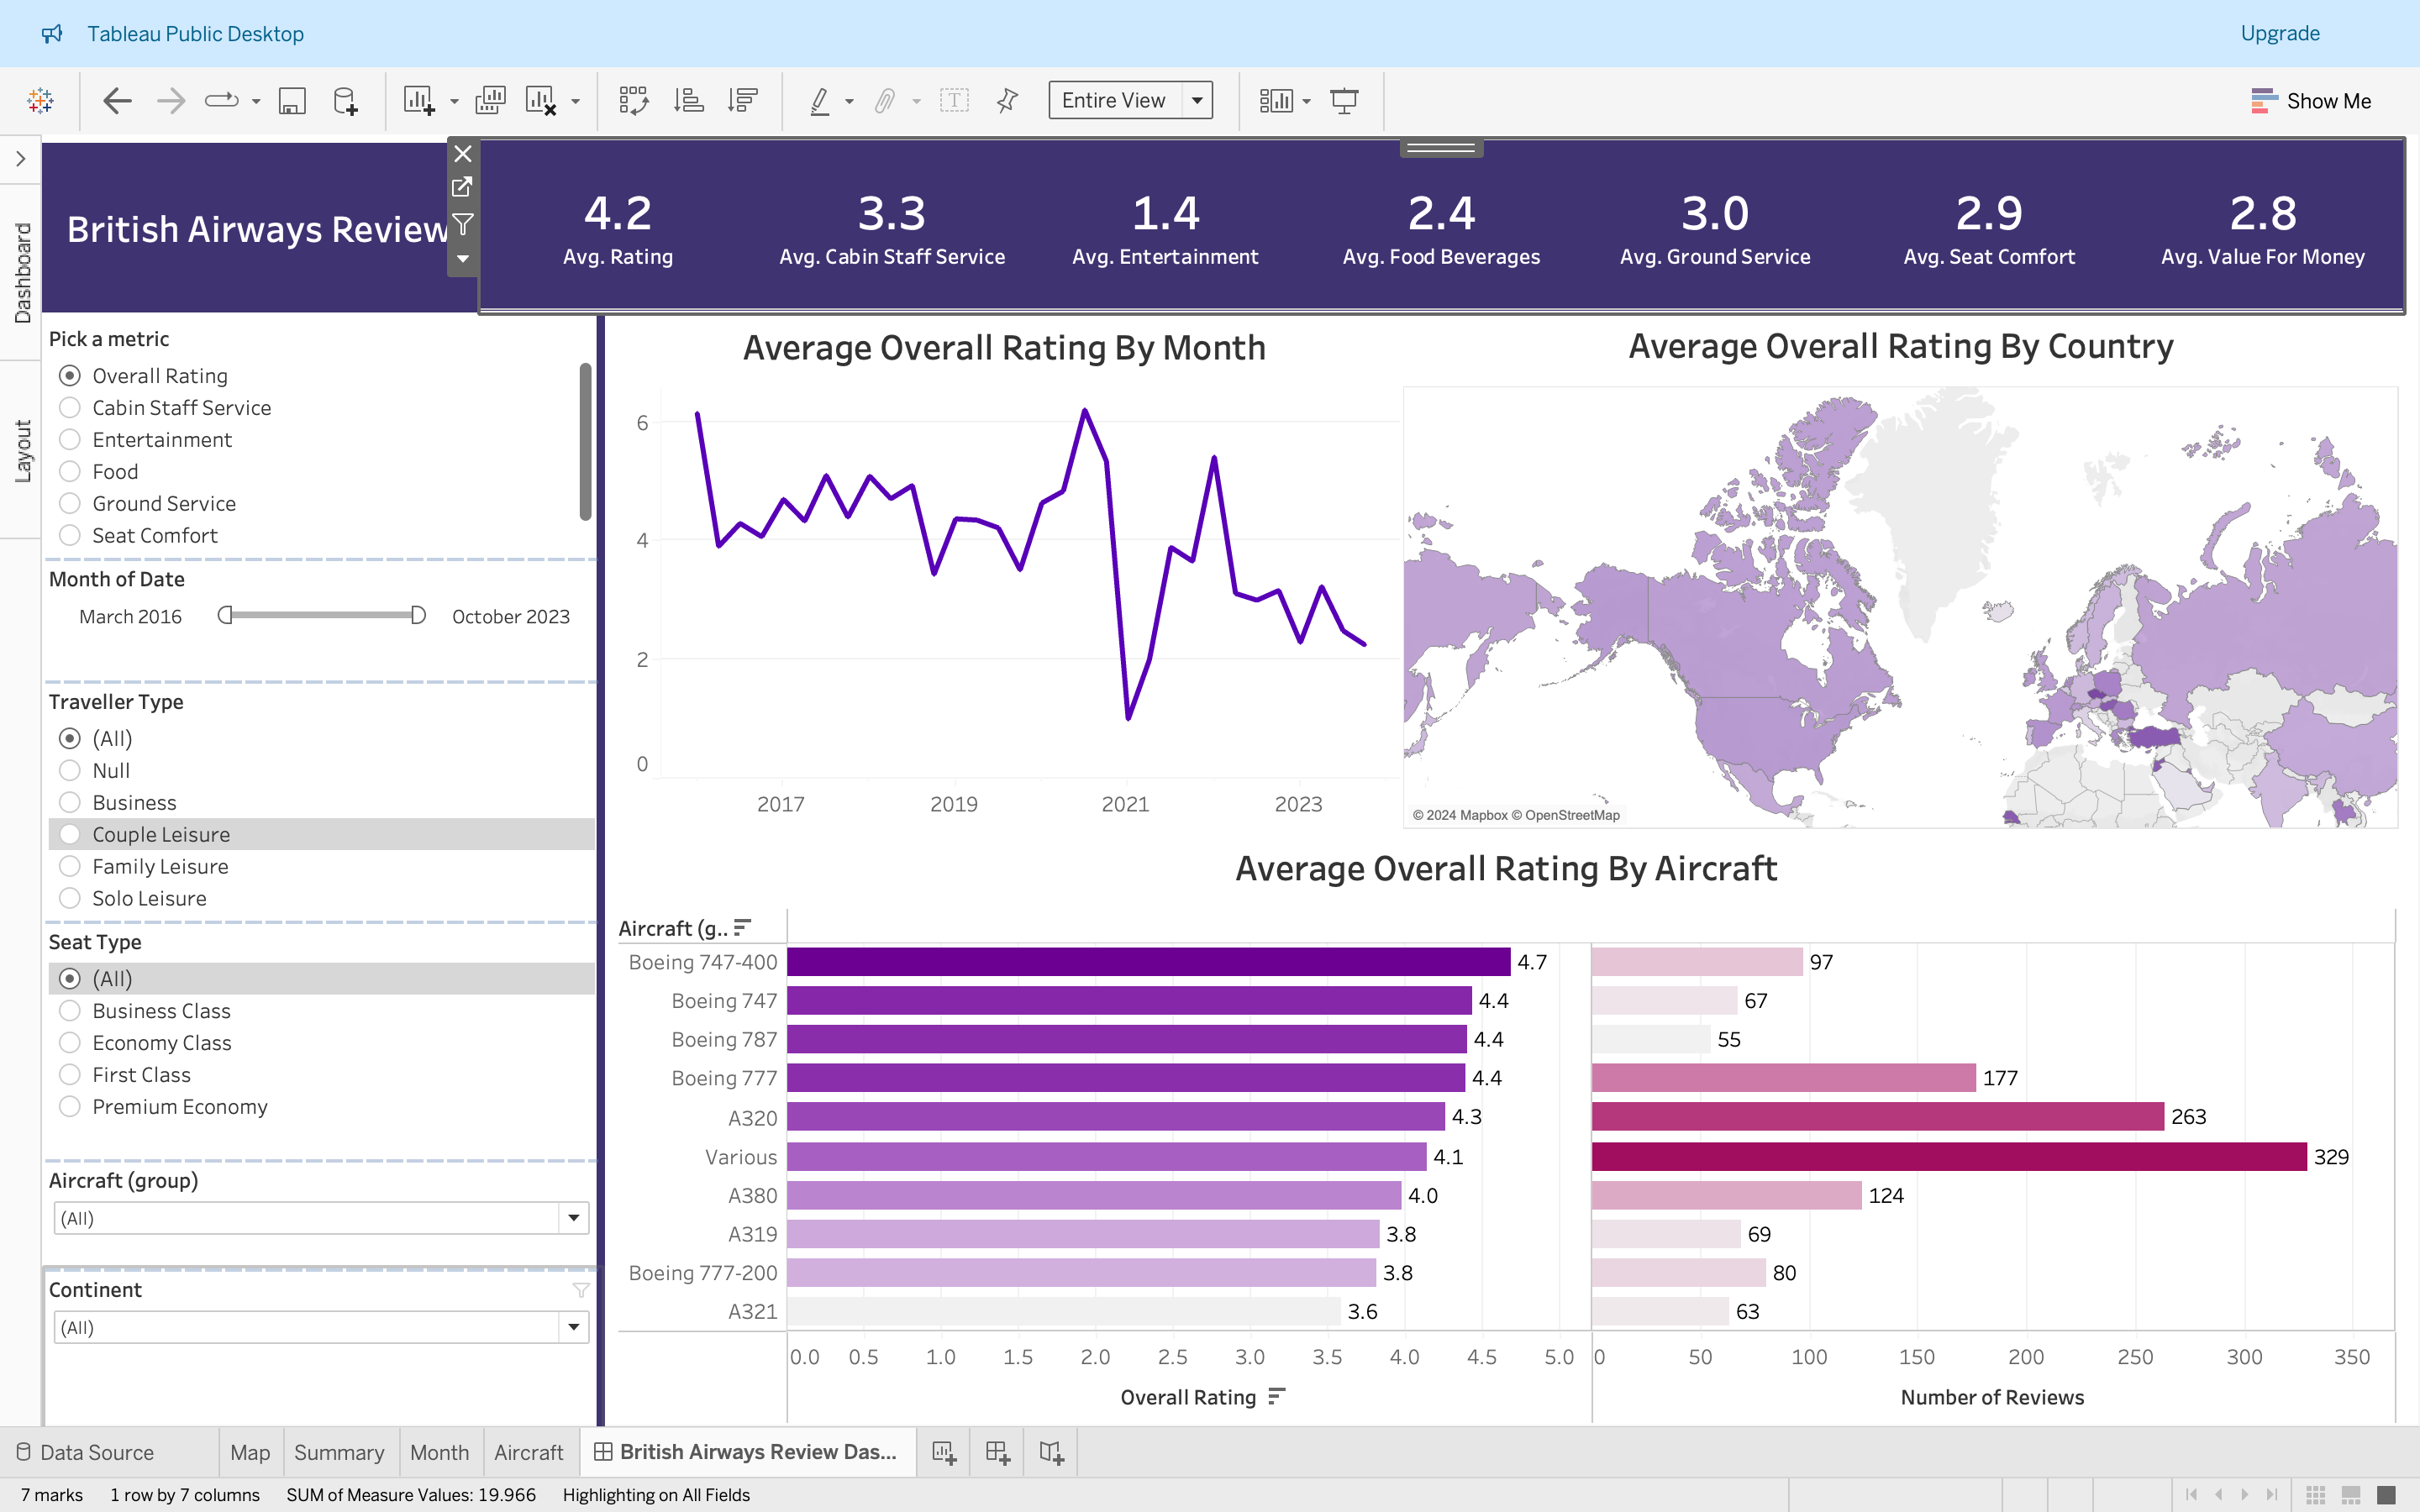 Tableau Public Desktop
Upgrade
Entire View
Show Me
Dashboard
Layout
British Airways Review
4.2
Avg. Rating
3.3
Avg. Cabin Staff Service
1.4
Avg. Entertainment
2.4
Avg. Food Beverages
3.0
Avg. Ground Service
2.9
Avg. Seat Comfort
2.8
Avg. Value For Money
Pick a metric
Overall Rating
Cabin Staff Service
Entertainment
Food
Ground Service
Seat Comfort
Month of Date
March 2016
October 2023
Traveller Type
(All)
Null
Business
Couple Leisure
Family Leisure
Solo Leisure
Seat Type
(All)
Business Class
Economy Class
First Class
Premium Economy
Aircraft (group)
(All)
Continent
(All)
Average Overall Rating By Month
6
4
2
0
2017 2019 2021 2023
Average Overall Rating By Country
© 2024 Mapbox © OpenStreetMap
Average Overall Rating By Aircraft
Aircraft (g..
Boeing 747-400 4.7 97
Boeing 747 4.4 67
Boeing 787 4.4 55
Boeing 777 4.4 177
A320 4.3 263
Various 4.1 329
A380 4.0 124
A319 3.8 69
Boeing 777-200 3.8 80
A321 3.6 63
0.0 0.5 1.0 1.5 2.0 2.5 3.0 3.5 4.0 4.5 5.0
0 50 100 150 200 250 300 350
Overall Rating
Number of Reviews
Data Source
Map
Summary
Month
Aircraft
British Airways Review Das...
7 marks
1 row by 7 columns
SUM of Measure Values: 19.966
Highlighting on All Fields